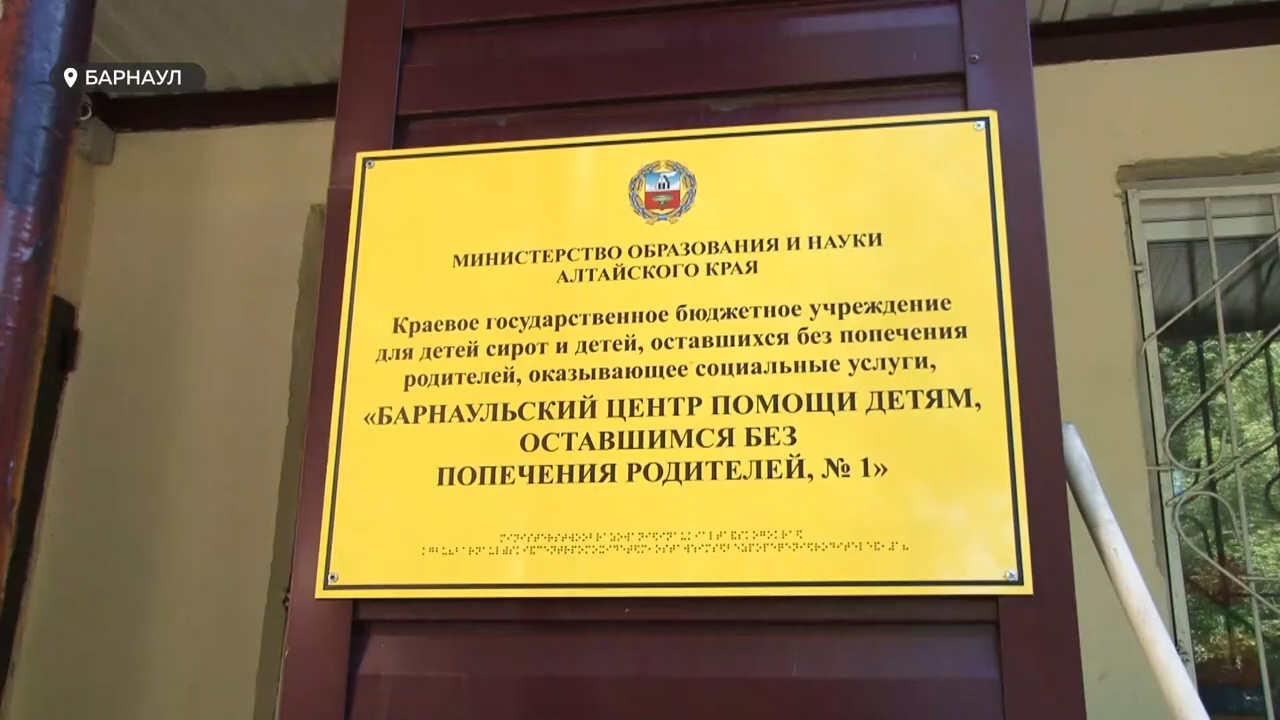 БАРНАУЛ
МИНИСТЕРСТВО ОБРАЗОВАНИЯ И НАУКИ
АЛТАЙСКОГО КРАЯ
Краевое государственное бюджетное учреждение
для детей сирот и детей, оставшихся без попечения
родителей, оказывающее социальные услуги,
«БАРНАУЛЬСКИЙ ЦЕНТР ПОМОЩИ ДЕТЯМ,
ОСТАВШИМСЯ БЕЗ
ПОПЕЧЕНИЯ РОДИТЕЛЕЙ, № 1»